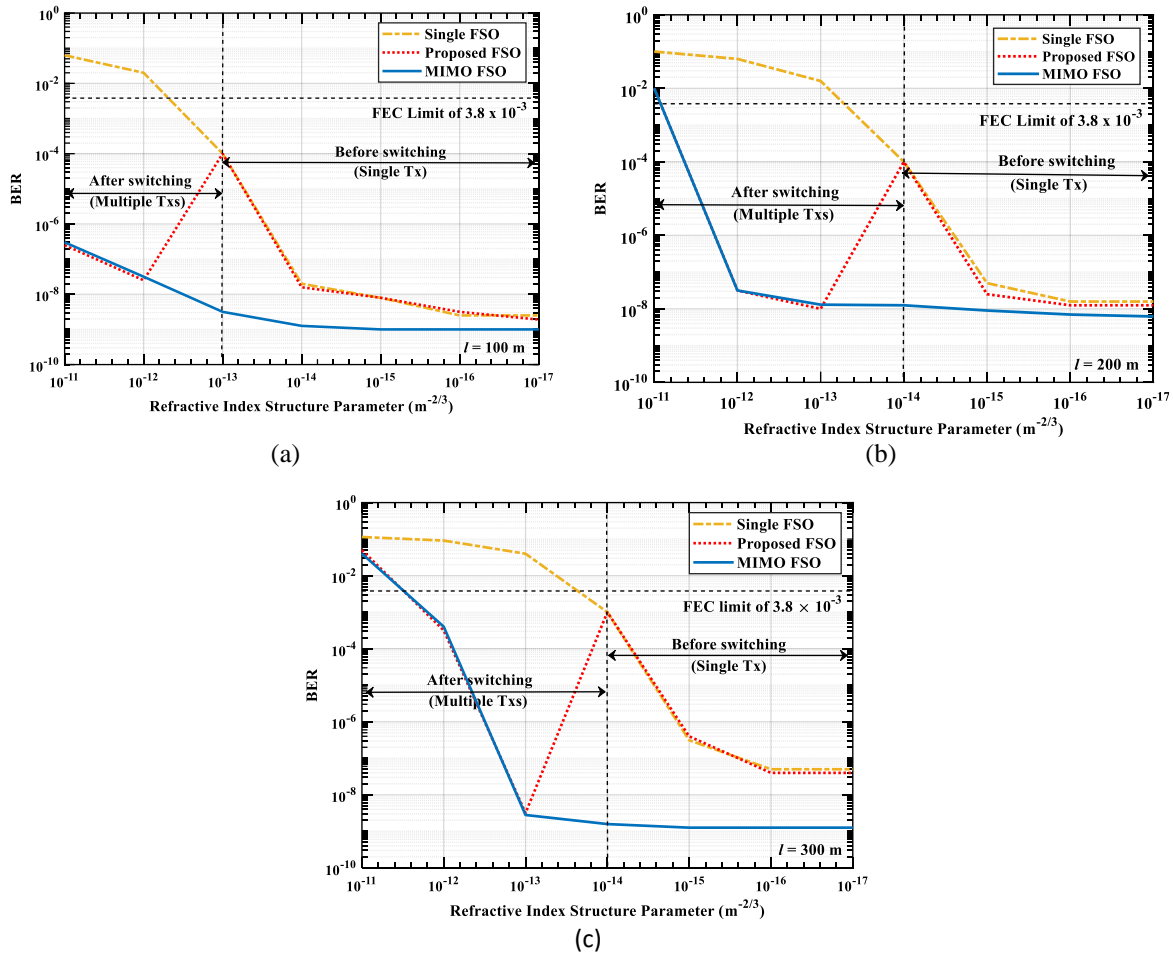 10^0
10^-2
10^-4
10^-6
10^-8
10^-10
BER
Single FSO
Proposed FSO
MIMO FSO
FEC Limit of 3.8 x 10^-3
Before switching
(Single Tx)
After switching
(Multiple Txs)
l = 100 m
10^-11 10^-12 10^-13 10^-14 10^-15 10^-16 10^-17
Refractive Index Structure Parameter (m^-2/3)
(a)
10^0
10^-2
10^-4
10^-6
10^-8
10^-10
BER
Single FSO
Proposed FSO
MIMO FSO
FEC Limit of 3.8 x 10^-3
Before switching
(Single Tx)
After switching
(Multiple Txs)
l = 200 m
10^-11 10^-12 10^-13 10^-14 10^-15 10^-16 10^-17
Refractive Index Structure Parameter (m^-2/3)
(b)
10^0
10^-2
10^-4
10^-6
10^-8
10^-10
BER
Single FSO
Proposed FSO
MIMO FSO
FEC limit of 3.8 × 10^-3
Before switching
(Single Tx)
After switching
(Multiple Txs)
l = 300 m
10^-11 10^-12 10^-13 10^-14 10^-15 10^-16 10^-17
Refractive Index Structure Parameter (m^-2/3)
(c)